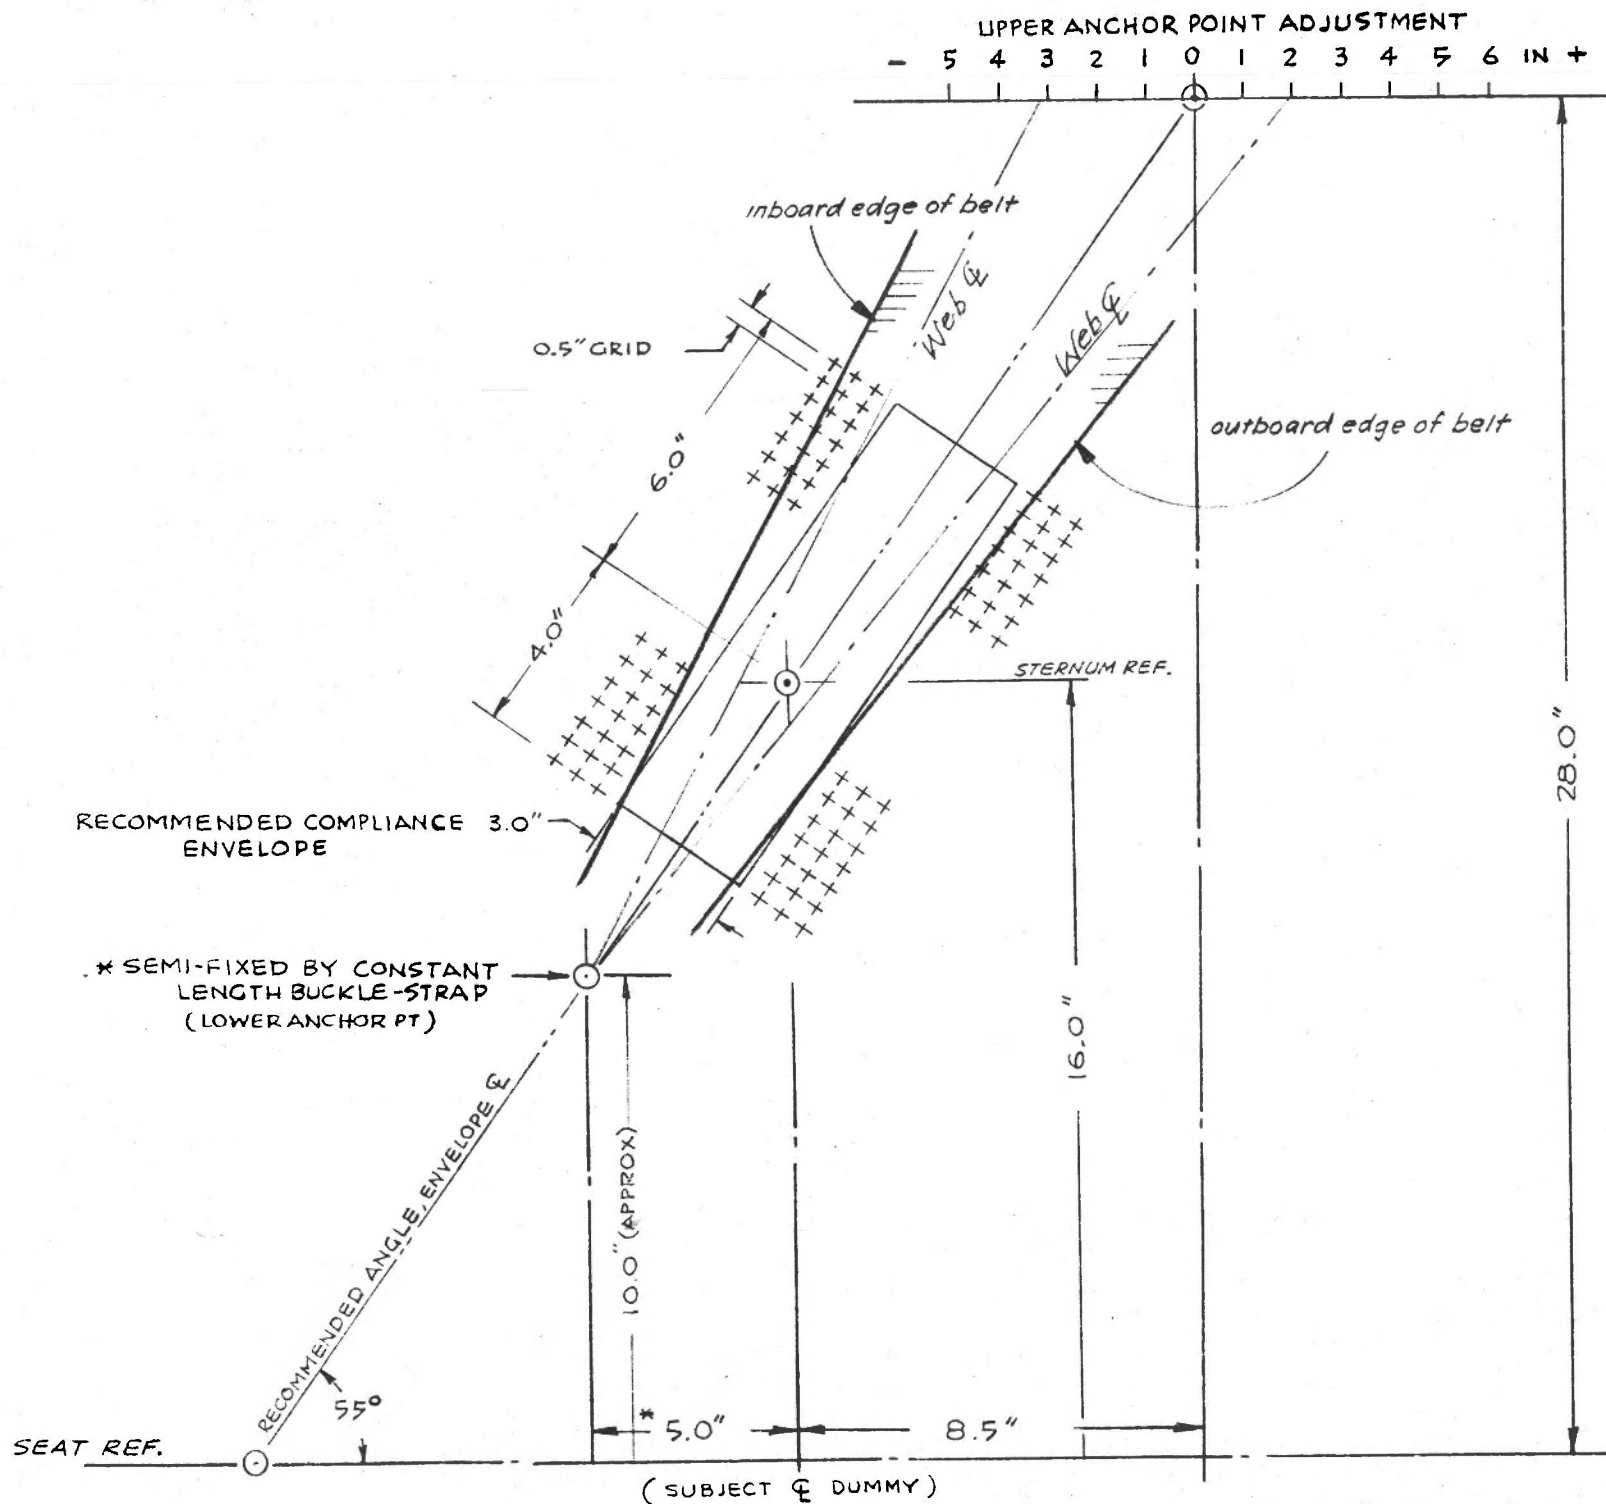 UPPER ANCHOR POINT ADJUSTMENT
- 5 4 3 2 1 0 1 2 3 4 5 6 IN +
inboard edge of belt
Web ℄
Web ℄
0.5" GRID
outboard edge of belt
6.0"
4.0"
STERNUM REF.
28.0"
RECOMMENDED COMPLIANCE 3.0"
ENVELOPE
* SEMI-FIXED BY CONSTANT
LENGTH BUCKLE-STRAP
(LOWER ANCHOR PT)
16.0"
10.0" (APPROX)
RECOMMENDED ANGLE, ENVELOPE ℄
55°
* 5.0"
8.5"
SEAT REF.
(SUBJECT ℄ DUMMY)